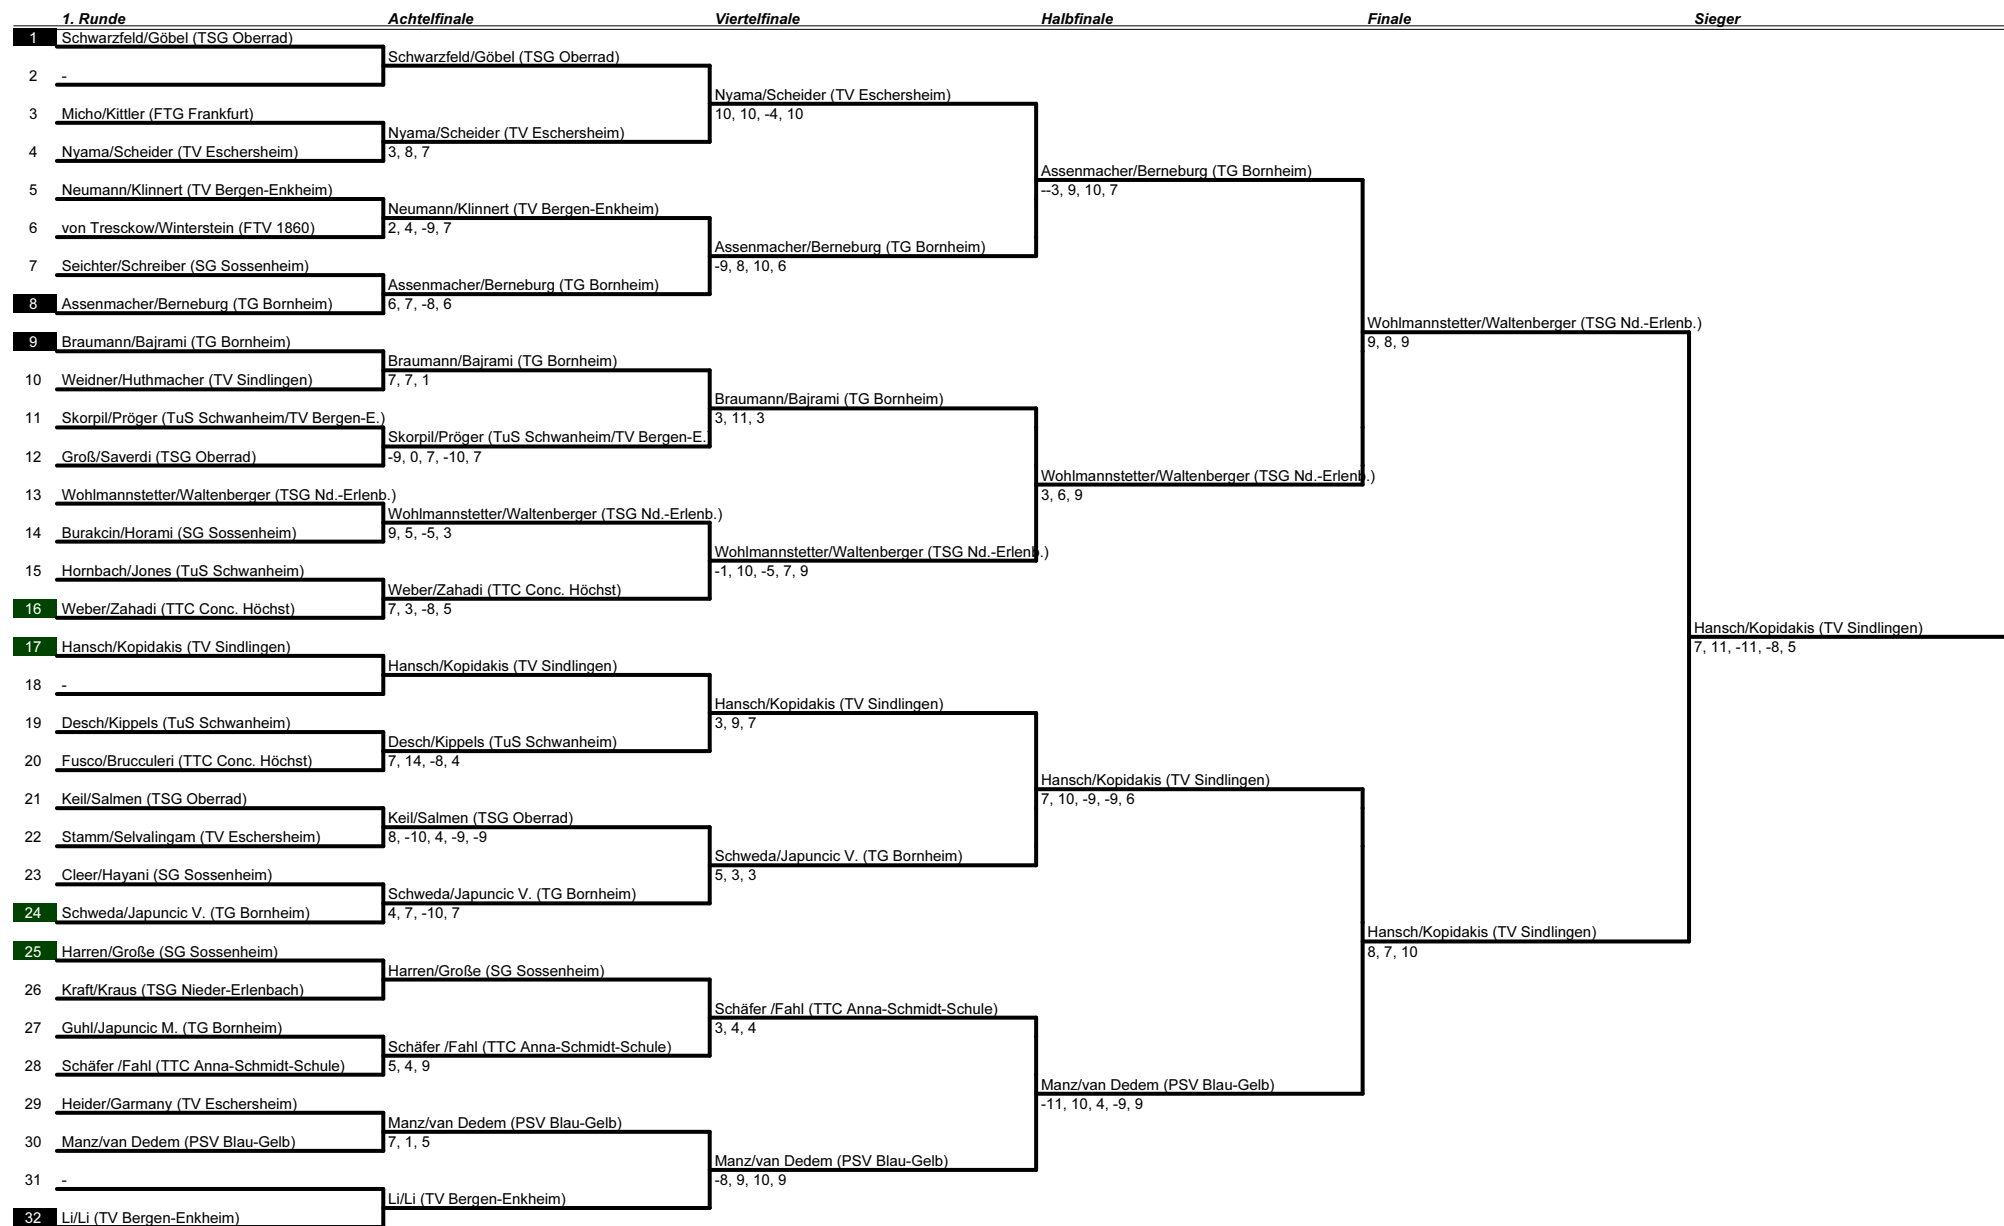 1. Runde Achtelfinale Viertelfinale Halbfinale Finale Sieger
1 Schwarzfeld/Göbel (TSG Oberrad)
Schwarzfeld/Göbel (TSG Oberrad)
2 -
Nyama/Scheider (TV Eschersheim)
3 Micho/Kittler (FTG Frankfurt) 10, 10, -4, 10
Nyama/Scheider (TV Eschersheim)
4 Nyama/Scheider (TV Eschersheim) 3, 8, 7
Assenmacher/Berneburg (TG Bornheim)
5 Neumann/Klinnert (TV Bergen-Enkheim) --3, 9, 10, 7
Neumann/Klinnert (TV Bergen-Enkheim)
6 von Tresckow/Winterstein (FTV 1860) 2, 4, -9, 7
Assenmacher/Berneburg (TG Bornheim)
7 Seichter/Schreiber (SG Sossenheim) -9, 8, 10, 6
Assenmacher/Berneburg (TG Bornheim)
8 Assenmacher/Berneburg (TG Bornheim) 6, 7, -8, 6
Wohlmannstetter/Waltenberger (TSG Nd.-Erlenb.)
9 Braumann/Bajrami (TG Bornheim) 9, 8, 9
Braumann/Bajrami (TG Bornheim)
10 Weidner/Huthmacher (TV Sindlingen) 7, 7, 1
Braumann/Bajrami (TG Bornheim)
11 Skorpil/Pröger (TuS Schwanheim/TV Bergen-E.) 3, 11, 3
Skorpil/Pröger (TuS Schwanheim/TV Bergen-E.
12 Groß/Saverdi (TSG Oberrad) -9, 0, 7, -10, 7
Wohlmannstetter/Waltenberger (TSG Nd.-Erlenb.)
13 Wohlmannstetter/Waltenberger (TSG Nd.-Erlenb.) 3, 6, 9
Wohlmannstetter/Waltenberger (TSG Nd.-Erlenb.)
14 Burakcin/Horami (SG Sossenheim) 9, 5, -5, 3
Wohlmannstetter/Waltenberger (TSG Nd.-Erlenb.)
15 Hornbach/Jones (TuS Schwanheim) -1, 10, -5, 7, 9
Weber/Zahadi (TTC Conc. Höchst)
16 Weber/Zahadi (TTC Conc. Höchst) 7, 3, -8, 5
Hansch/Kopidakis (TV Sindlingen)
17 Hansch/Kopidakis (TV Sindlingen) 7, 11, -11, -8, 5
Hansch/Kopidakis (TV Sindlingen)
18 -
Hansch/Kopidakis (TV Sindlingen)
19 Desch/Kippels (TuS Schwanheim) 3, 9, 7
Desch/Kippels (TuS Schwanheim)
20 Fusco/Brucculeri (TTC Conc. Höchst) 7, 14, -8, 4
Hansch/Kopidakis (TV Sindlingen)
21 Keil/Salmen (TSG Oberrad) 7, 10, -9, -9, 6
Keil/Salmen (TSG Oberrad)
22 Stamm/Selvalingam (TV Eschersheim) 8, -10, 4, -9, -9
Schweda/Japuncic V. (TG Bornheim)
23 Cleer/Hayani (SG Sossenheim) 5, 3, 3
Schweda/Japuncic V. (TG Bornheim)
24 Schweda/Japuncic V. (TG Bornheim) 4, 7, -10, 7
Hansch/Kopidakis (TV Sindlingen)
25 Harren/Große (SG Sossenheim) 8, 7, 10
Harren/Große (SG Sossenheim)
26 Kraft/Kraus (TSG Nieder-Erlenbach)
Schäfer /Fahl (TTC Anna-Schmidt-Schule)
27 Guhl/Japuncic M. (TG Bornheim) 3, 4, 4
Schäfer /Fahl (TTC Anna-Schmidt-Schule)
28 Schäfer /Fahl (TTC Anna-Schmidt-Schule) 5, 4, 9
Manz/van Dedem (PSV Blau-Gelb)
29 Heider/Garmany (TV Eschersheim) -11, 10, 4, -9, 9
Manz/van Dedem (PSV Blau-Gelb)
30 Manz/van Dedem (PSV Blau-Gelb) 7, 1, 5
Manz/van Dedem (PSV Blau-Gelb)
31 - -8, 9, 10, 9
Li/Li (TV Bergen-Enkheim)
32 Li/Li (TV Bergen-Enkheim)